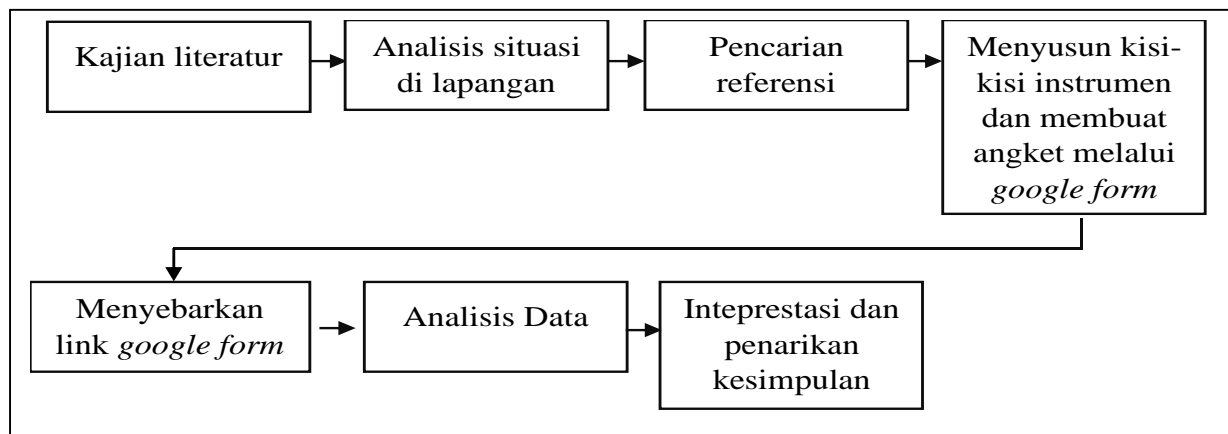 Kajian literatur
Analisis situasi
di lapangan
Pencarian
referensi
Menyusun kisi-
kisi instrumen
dan membuat
angket melalui
google form
Menyebarkan
link google form
Analisis Data
Inteprestasi dan
penarikan
kesimpulan